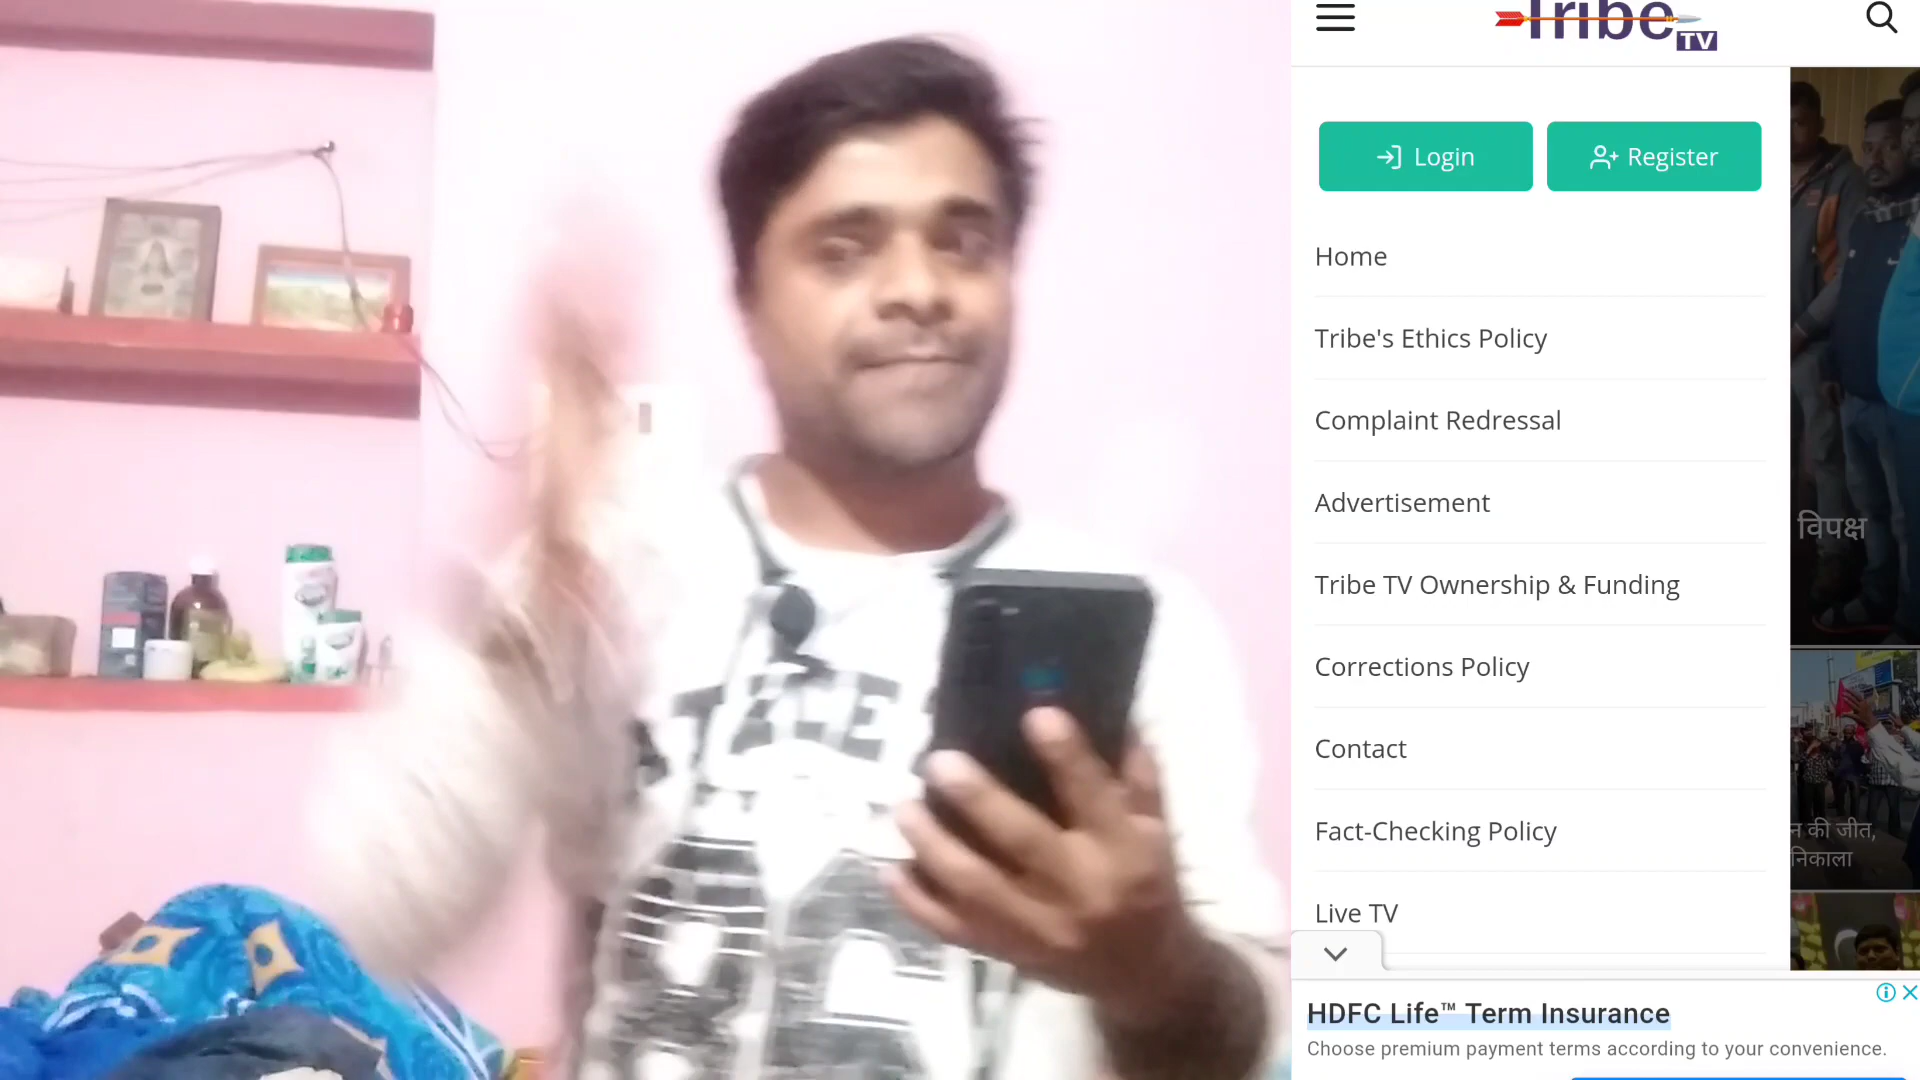 Tribe
TV
Login
Register
Home
Tribe's Ethics Policy
Complaint Redressal
Advertisement
Tribe TV Ownership & Funding
Corrections Policy
Contact
Fact-Checking Policy
Live TV
विपक्ष
न की जीत,
निकाला
HDFC Life™ Term Insurance
Choose premium payment terms according to your convenience.